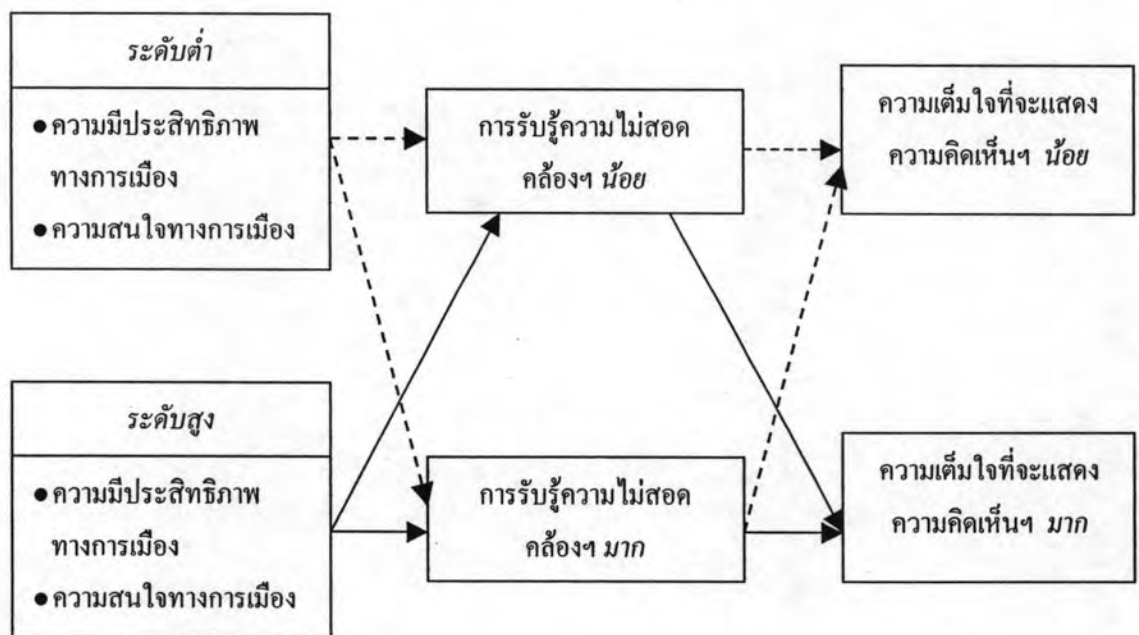 ระดับต่ำ
●ความมีประสิทธิภาพ
ทางการเมือง
●ความสนใจทางการเมือง
การรับรู้ความไม่สอด
คล้องฯ น้อย
ความเต็มใจที่จะแสดง
ความคิดเห็นฯ น้อย
ระดับสูง
●ความมีประสิทธิภาพ
ทางการเมือง
●ความสนใจทางการเมือง
การรับรู้ความไม่สอด
คล้องฯ มาก
ความเต็มใจที่จะแสดง
ความคิดเห็นฯ มาก